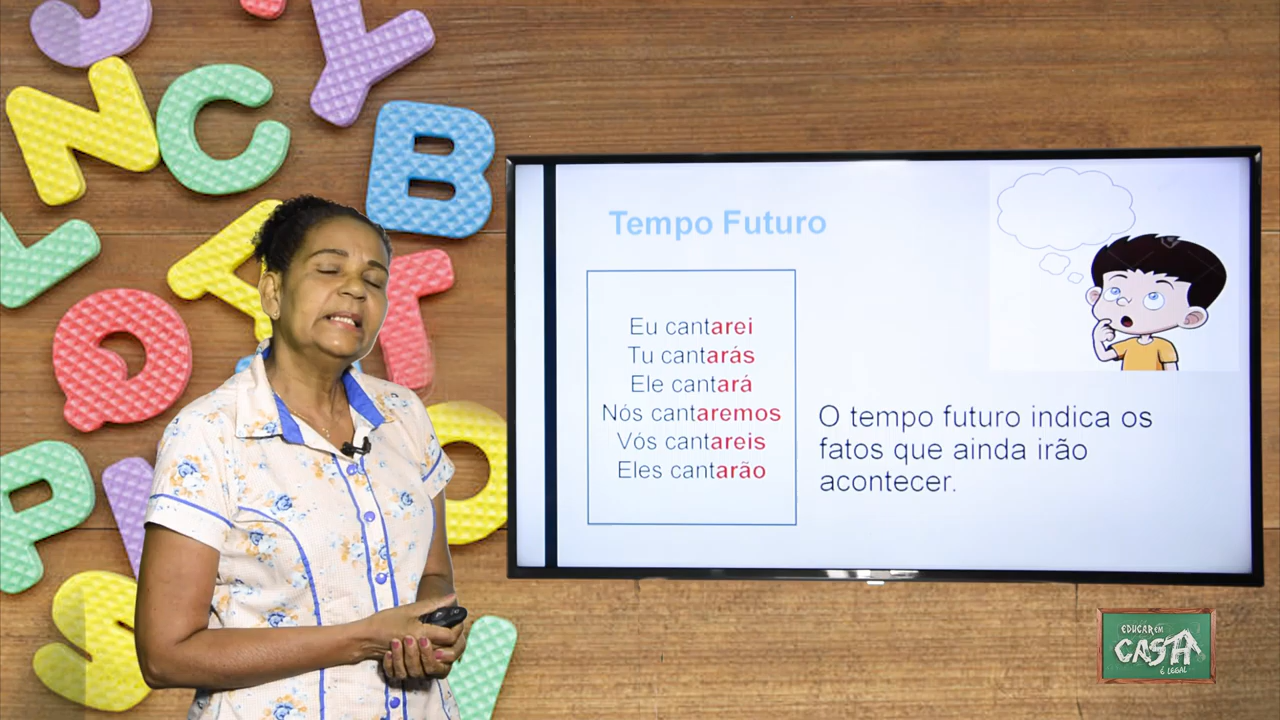 Tempo Futuro
Eu cantarei
Tu cantarás
Ele cantará
Nós cantaremos
Vós cantareis
Eles cantarão
O tempo futuro indica os
fatos que ainda irão
acontecer.
N C Y B
L A T
Q
P O
EDUCAR EM
CASA
É LEGAL